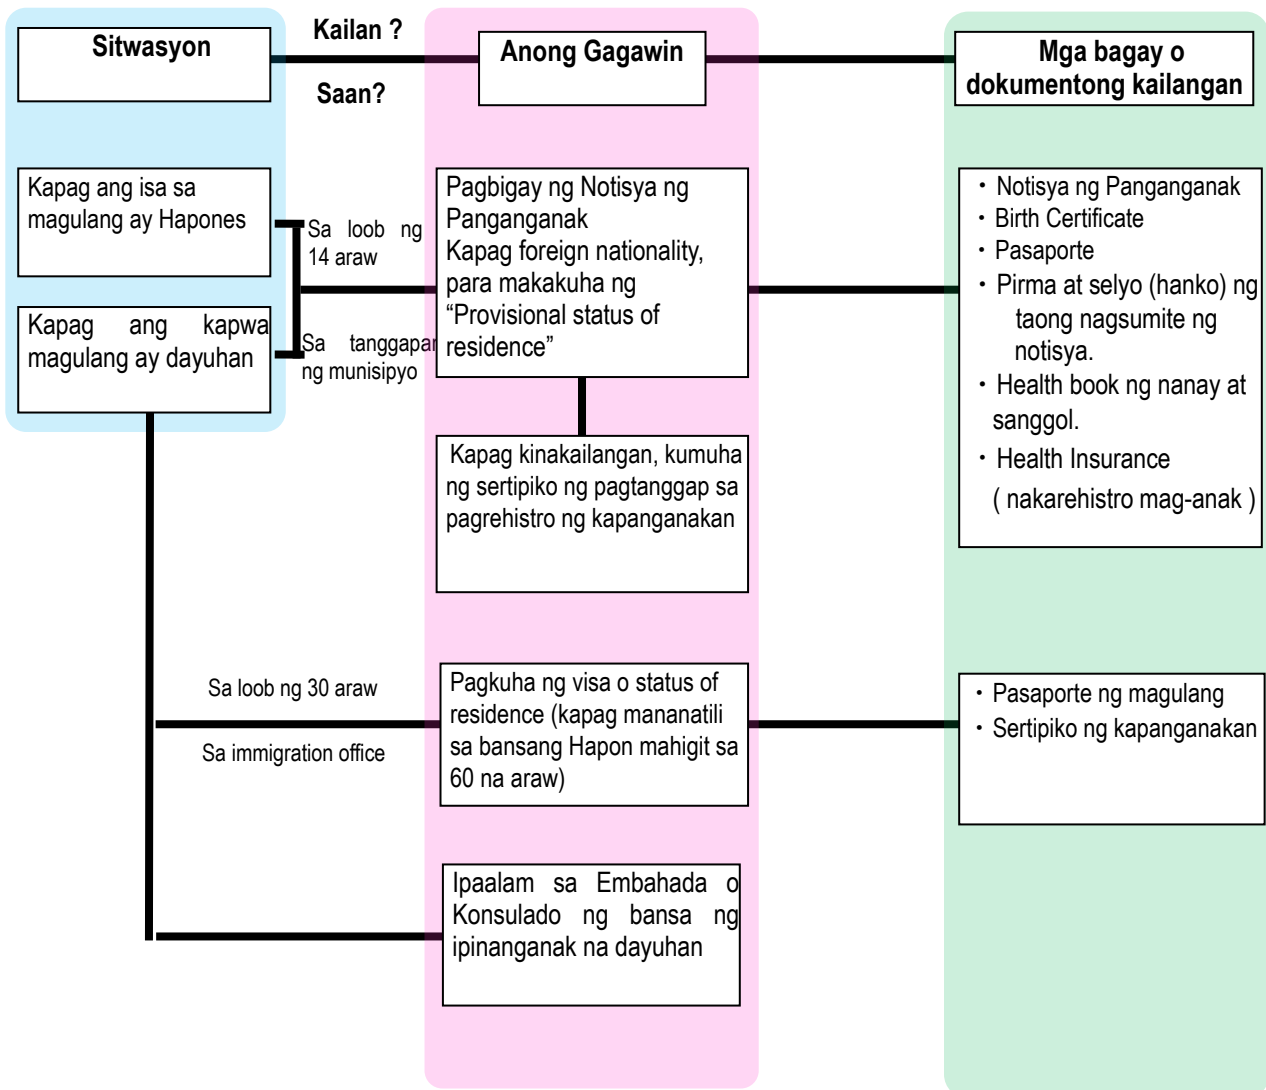 Sitwasyon
Kailan ?
Saan?
Anong Gagawin
Mga bagay o
dokumentong kailangan
Kapag ang isa sa
magulang ay Hapones
Kapag ang kapwa
magulang ay dayuhan
Sa loob ng
14 araw
Sa tanggapan
ng munisipyo
Pagbigay ng Notisya ng
Panganganak
Kapag foreign nationality,
para makakuha ng
“Provisional status of
residence”
・ Notisya ng Panganganak
・ Birth Certificate
・ Pasaporte
・ Pirma at selyo (hanko) ng
taong nagsumite ng
notisya.
・ Health book ng nanay at
sanggol.
・ Health Insurance
( nakarehistro mag-anak )
Kapag kinakailangan, kumuha
ng sertipiko ng pagtanggap sa
pagrehistro ng kapanganakan
Sa loob ng 30 araw
Sa immigration office
Pagkuha ng visa o status of
residence (kapag mananatili
sa bansang Hapon mahigit sa
60 na araw)
・ Pasaporte ng magulang
・ Sertipiko ng kapanganakan
Ipaalam sa Embahada o
Konsulado ng bansa ng
ipinanganak na dayuhan